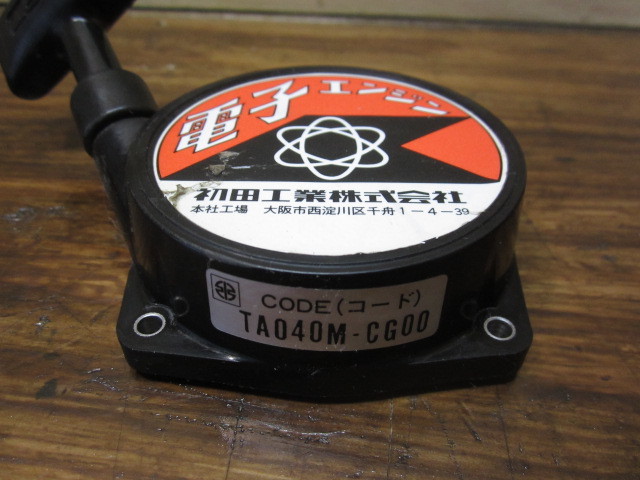 電子エンジン
初田工業株式会社
本社工場 大阪市西淀川区千舟1-4-39
CODE(コード)
TA040M-CG00